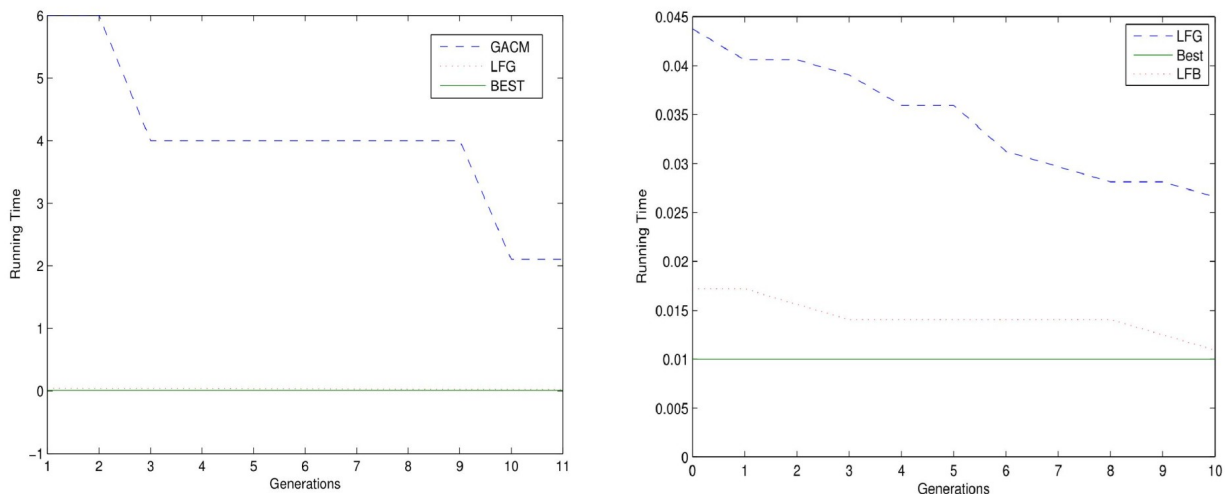 6
5
4
3
2
1
0
−1
Running Time
1 2 3 4 5 6 7 8 9 10 11
Generations
GACM
LFG
BEST
0.045
0.04
0.035
0.03
0.025
0.02
0.015
0.01
0.005
0
Running Time
0 1 2 3 4 5 6 7 8 9 10
Generations
LFG
Best
LFB